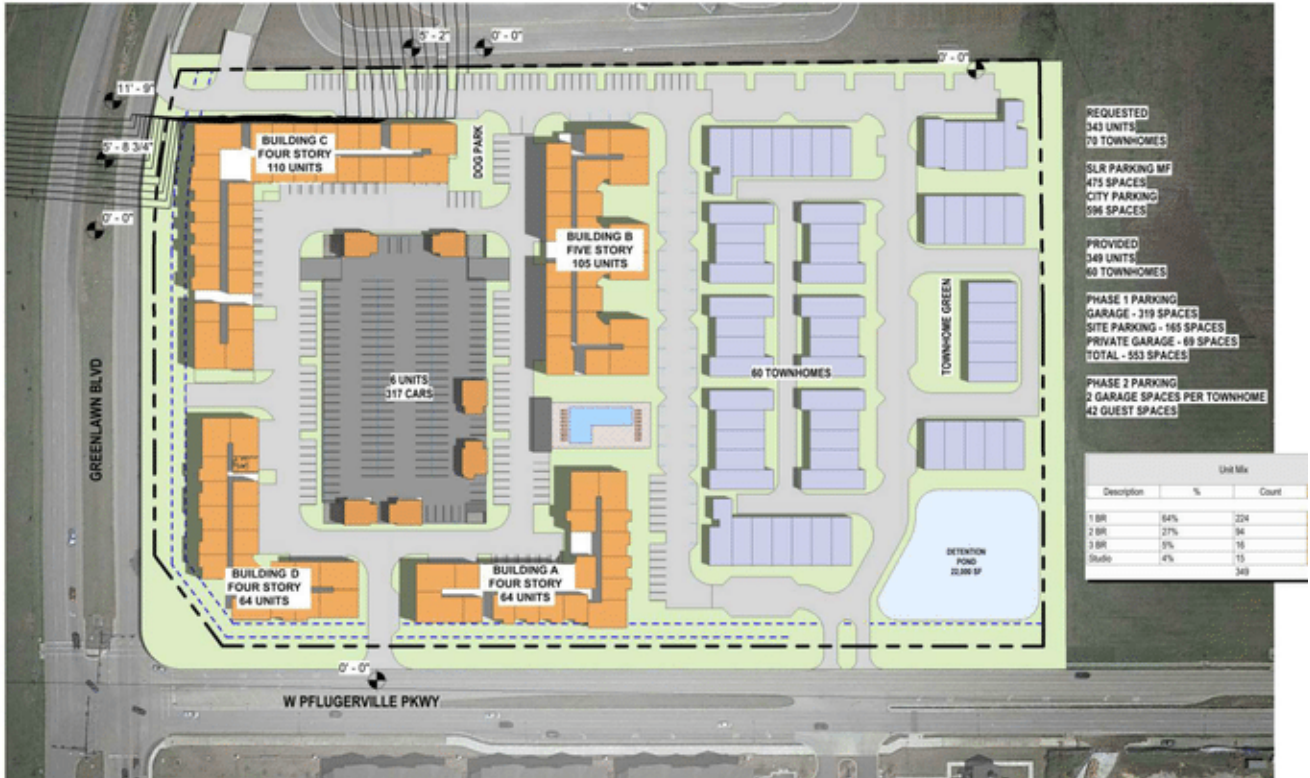 5' - 2"
0' - 0"
0' - 0"
11' - 9"
5' - 8 3/4"
0' - 0"
BUILDING C
FOUR STORY
110 UNITS
DOG PARK
BUILDING B
FIVE STORY
105 UNITS
6 UNITS
317 CARS
60 TOWNHOMES
TOWNHOME GREEN
GREENLAWN BLVD
BUILDING D
FOUR STORY
64 UNITS
BUILDING A
FOUR STORY
64 UNITS
DETENTION
POND
22,000 SF
0' - 0"
W PFLUGERVILLE PKWY
REQUESTED
343 UNITS
70 TOWNHOMES
SLR PARKING MF
475 SPACES
CITY PARKING
596 SPACES
PROVIDED
349 UNITS
60 TOWNHOMES
PHASE 1 PARKING
GARAGE - 319 SPACES
SITE PARKING - 165 SPACES
PRIVATE GARAGE - 69 SPACES
TOTAL - 553 SPACES
PHASE 2 PARKING
2 GARAGE SPACES PER TOWNHOME
42 GUEST SPACES
Unit Mix
Description % Count
1 BR 64% 224
2 BR 27% 94
3 BR 5% 16
Studio 4% 15
349